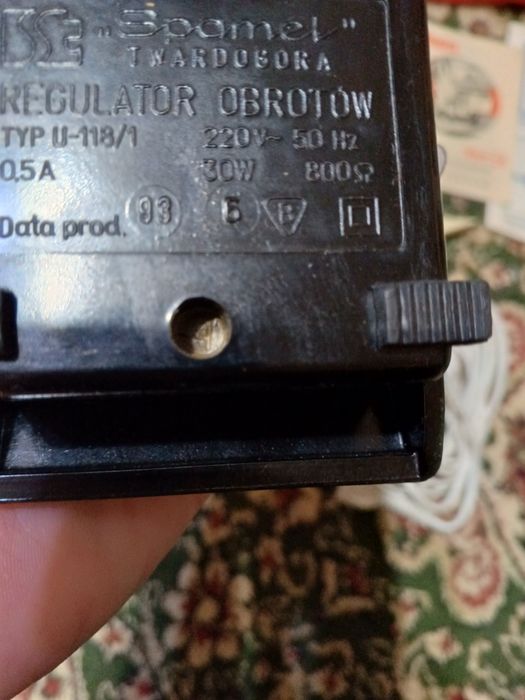 "Spamel"
TWARDOGÓRA
REGULATOR OBROTÓW
TYP U-118/1 220V~ 50 Hz
0,5A 30W 800Ω
Data prod. 93 5 B